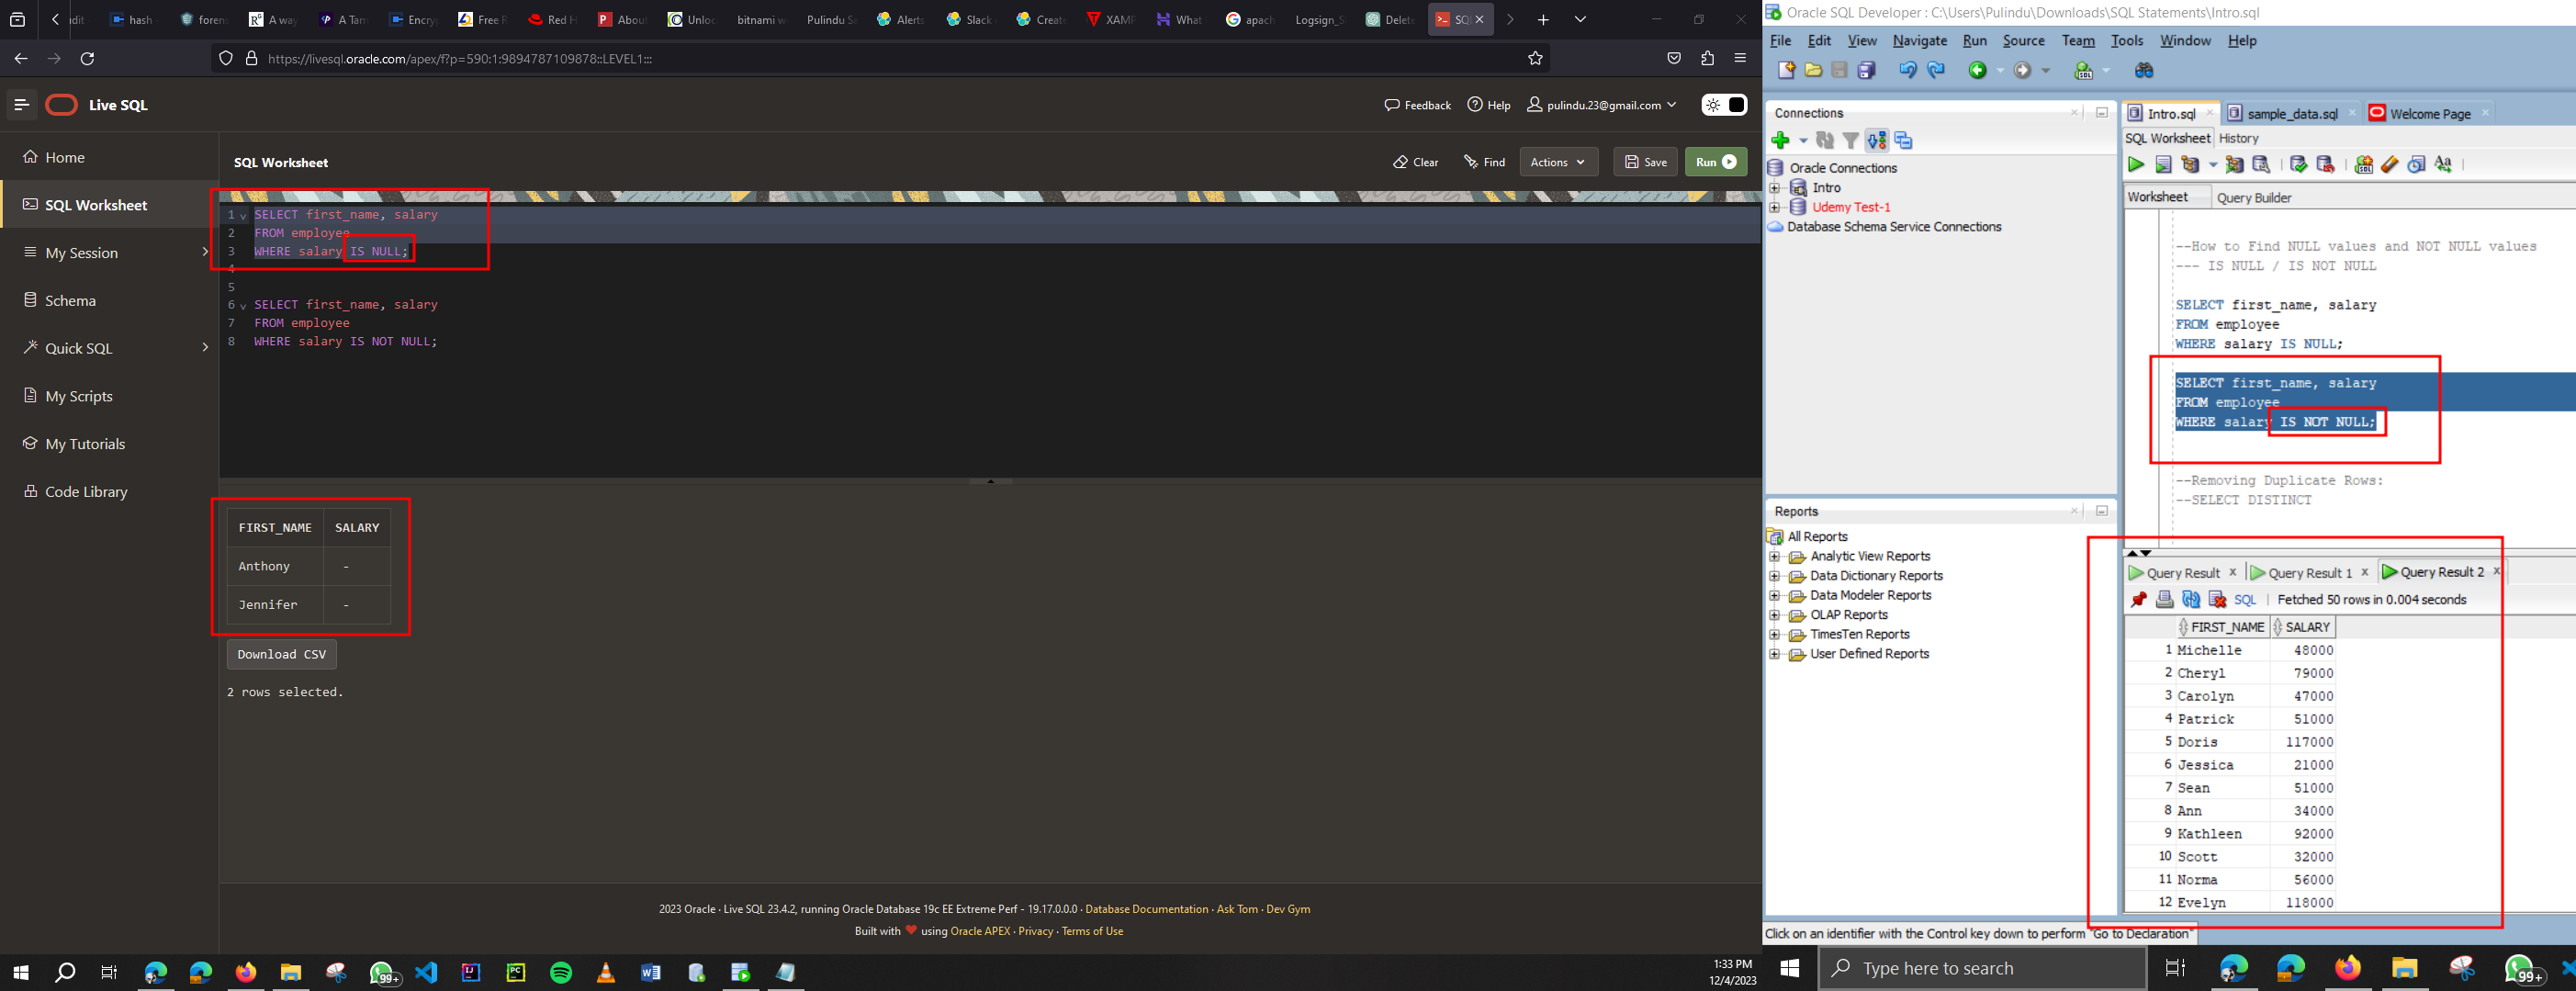 idit
hash
forens
A way
A Tam
Encry
Free R
Red H
About
Unloc
bitnami w
Pulindu Sa
Alerts
Slack
Create
XAMP
What
apach
Logsign_S
Delete
SQL
https://livesql.oracle.com/apex/f?p=590:1:9894787109878::LEVEL1:::
Live SQL
Feedback
Help
pulindu.23@gmail.com
Home
SQL Worksheet
My Session
Schema
Quick SQL
My Scripts
My Tutorials
Code Library
SQL Worksheet
Clear
Find
Actions
Save
Run
1 SELECT first_name, salary
2 FROM employee
3 WHERE salary IS NULL;
4
5
6 SELECT first_name, salary
7 FROM employee
8 WHERE salary IS NOT NULL;
FIRST_NAME SALARY
Anthony -
Jennifer -
Download CSV
2 rows selected.
2023 Oracle · Live SQL 23.4.2, running Oracle Database 19c EE Extreme Perf - 19.17.0.0.0 · Database Documentation · Ask Tom · Dev Gym
Built with ❤ using Oracle APEX · Privacy · Terms of Use
99+
1:33 PM
12/4/2023
Oracle SQL Developer : C:\Users\Pulindu\Downloads\SQL Statements\Intro.sql
File Edit View Navigate Run Source Team Tools Window Help
Connections
Oracle Connections
Intro
Udemy Test-1
Database Schema Service Connections
Reports
All Reports
Analytic View Reports
Data Dictionary Reports
Data Modeler Reports
OLAP Reports
TimesTen Reports
User Defined Reports
Intro.sql
sample_data.sql
Welcome Page
SQL Worksheet History
Worksheet Query Builder
--How to Find NULL values and NOT NULL values
--- IS NULL / IS NOT NULL
SELECT first_name, salary
FROM employee
WHERE salary IS NULL;
SELECT first_name, salary
FROM employee
WHERE salary IS NOT NULL;
--Removing Duplicate Rows:
--SELECT DISTINCT
Query Result
Query Result 1
Query Result 2
SQL | Fetched 50 rows in 0.004 seconds
FIRST_NAME SALARY
1 Michelle 48000
2 Cheryl 79000
3 Carolyn 47000
4 Patrick 51000
5 Doris 117000
6 Jessica 21000
7 Sean 51000
8 Ann 34000
9 Kathleen 92000
10 Scott 32000
11 Norma 56000
12 Evelyn 118000
Click on an identifier with the Control key down to perform "Go to Declaration"
Type here to search
99+